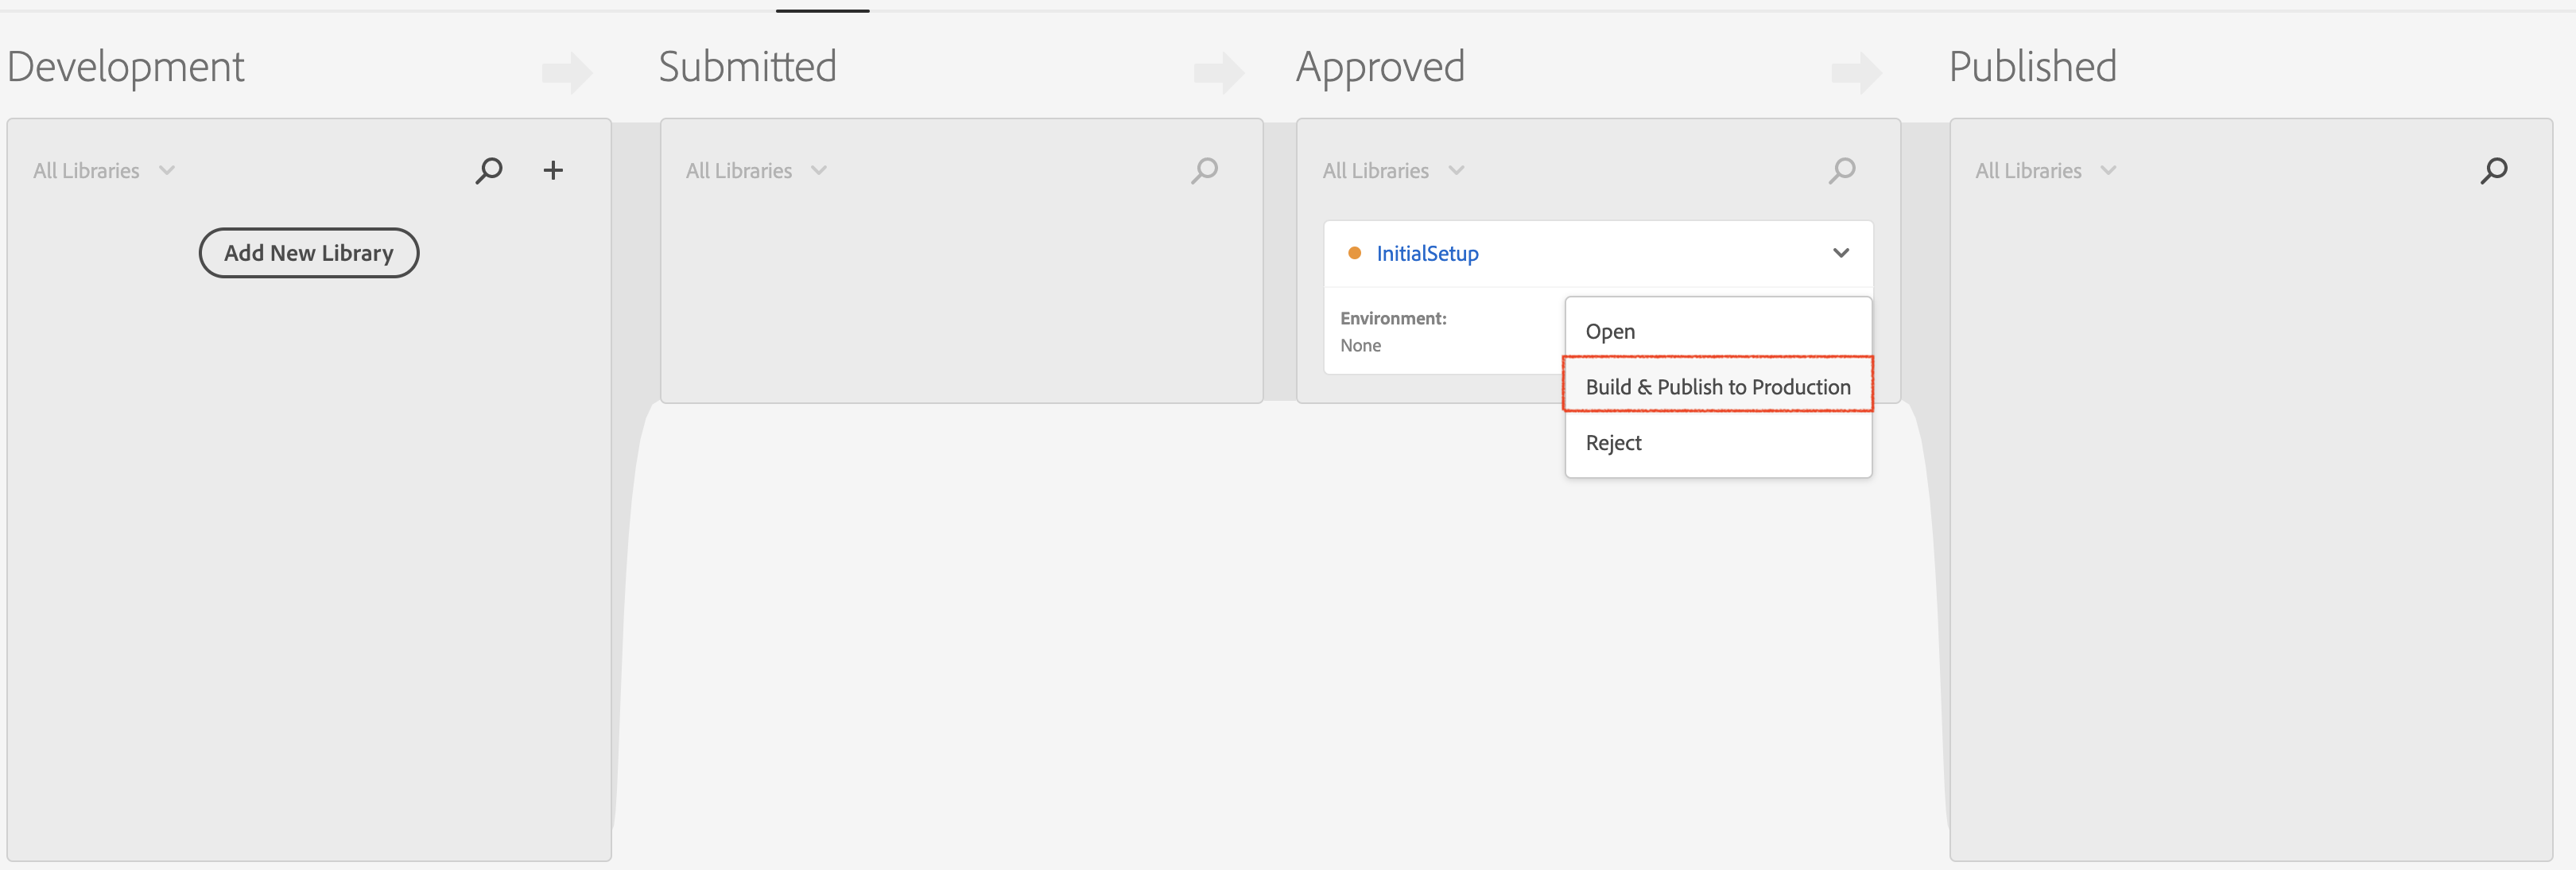 Development
Submitted
Approved
Published
All Libraries
All Libraries
All Libraries
All Libraries
Add New Library
InitialSetup
Environment:
None
Open
Build & Publish to Production
Reject